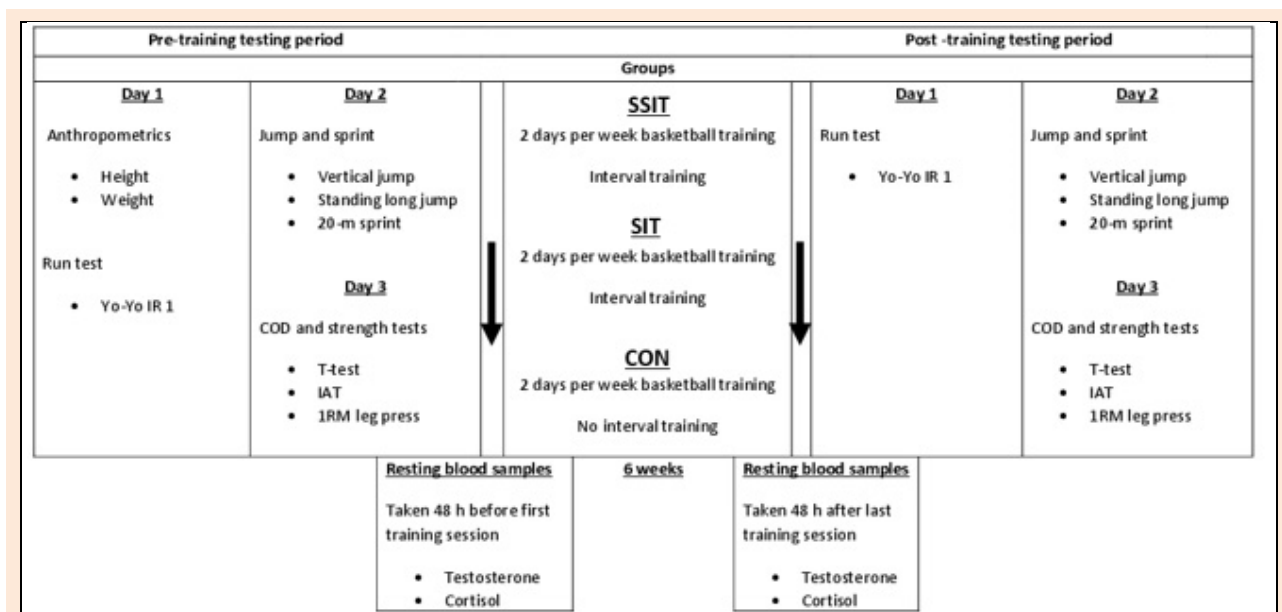 Pre-training testing period
Post -training testing period
Groups
Day 1
Anthropometrics
• Height
• Weight
Run test
• Yo-Yo IR 1
Day 2
Jump and sprint
• Vertical jump
• Standing long jump
• 20-m sprint
Day 3
COD and strength tests
• T-test
• IAT
• 1RM leg press
SSIT
2 days per week basketball training
Interval training
SIT
2 days per week basketball training
Interval training
CON
2 days per week basketball training
No interval training
Day 1
Run test
• Yo-Yo IR 1
Day 2
Jump and sprint
• Vertical jump
• Standing long jump
• 20-m sprint
Day 3
COD and strength tests
• T-test
• IAT
• 1RM leg press
Resting blood samples
Taken 48 h before first
training session
• Testosterone
• Cortisol
6 weeks
Resting blood samples
Taken 48 h after last
training session
• Testosterone
• Cortisol